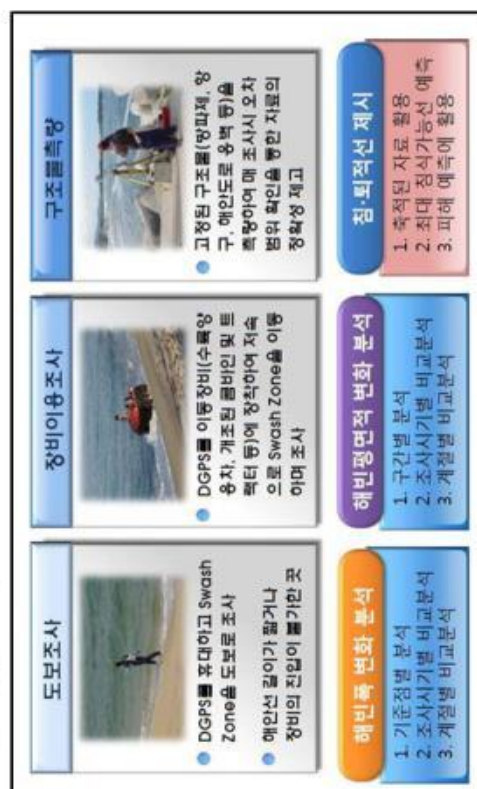 도보조사
DGPS를 휴대하고 Swash
Zone을 도보로 조사
해안선 길이가 짧거나
장비의 진입이 불가한 곳
장비이용조사
DGPS를 이동장비(수륙양
용차, 개조된 콤바인 및 트
랙터 등)에 장착하여 저속
으로 Swash Zone을 이동
하며 조사
구조물측량
고정된 구조물(방파제, 양
구, 해안도로 옹벽 등)을
측량하여 매 조사시 오차
범위 확인을 통한 자료의
정확성 제고
해빈폭 변화 분석
1. 기준점별 분석
2. 조사시기별 비교분석
3. 계절별 비교분석
해빈평면적 변화 분석
1. 구간별 분석
2. 조사시기별 비교분석
3. 계절별 비교분석
침·퇴적선 제시
1. 축적된 자료 활용
2. 최대 침식가능선 예측
3. 피해 예측에 활용